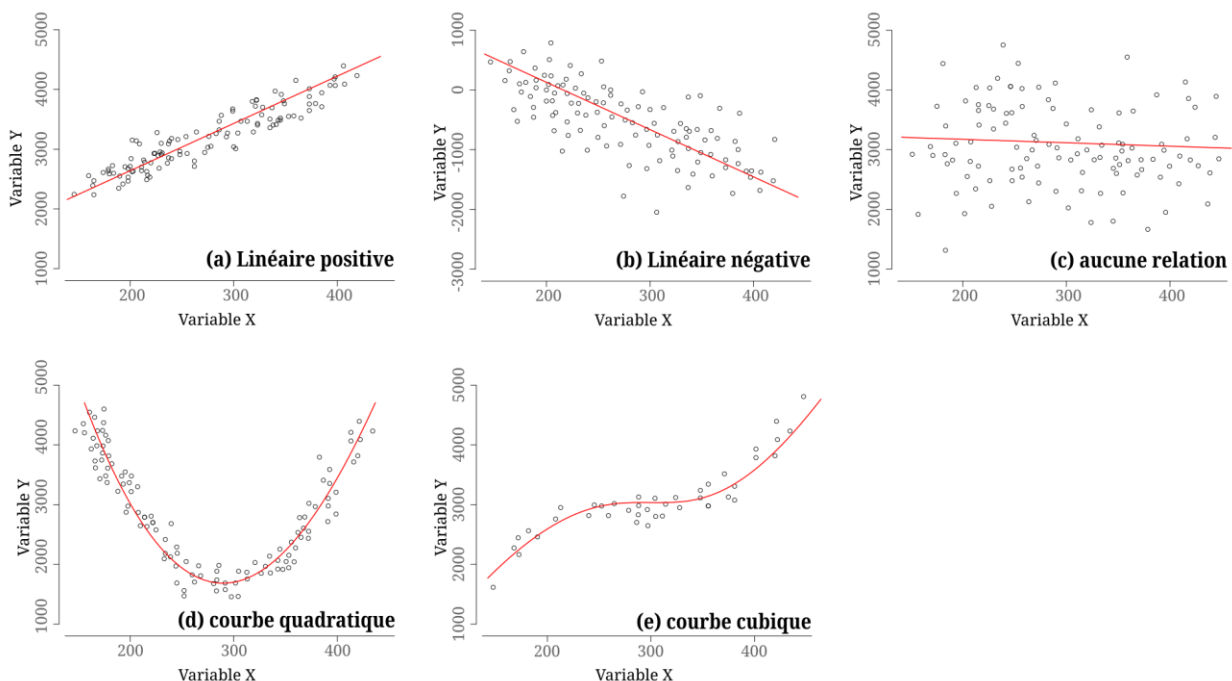 5000
4000
3000
2000
1000
Variable Y
(a) Linéaire positive
200 300 400
Variable X
1000
0
-1000
-2000
-3000
Variable Y
(b) Linéaire négative
200 300 400
Variable X
5000
4000
3000
2000
1000
Variable Y
(c) aucune relation
200 300 400
Variable X
5000
4000
3000
2000
1000
Variable Y
(d) courbe quadratique
200 300 400
Variable X
5000
4000
3000
2000
1000
Variable Y
(e) courbe cubique
200 300 400
Variable X